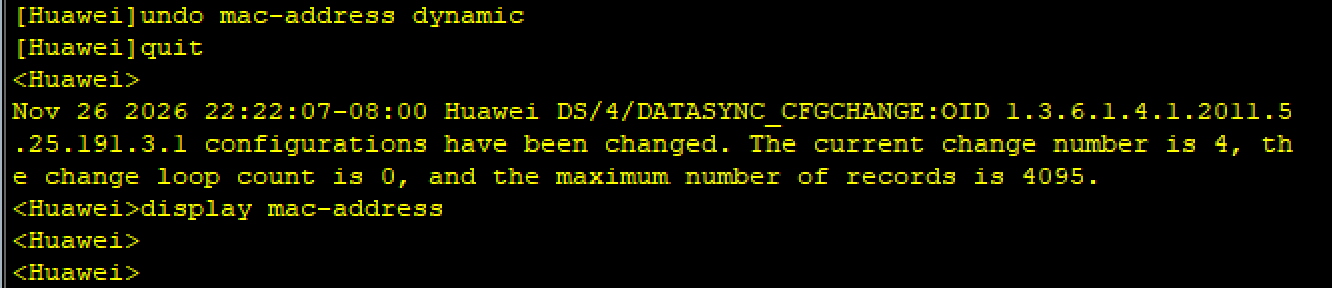 [Huawei]undo mac-address dynamic
[Huawei]quit
<Huawei>
Nov 26 2026 22:22:07-08:00 Huawei DS/4/DATASYNC_CFGCHANGE:OID 1.3.6.1.4.1.2011.5
.25.191.3.1 configurations have been changed. The current change number is 4, th
e change loop count is 0, and the maximum number of records is 4095.
<Huawei>display mac-address
<Huawei>
<Huawei>